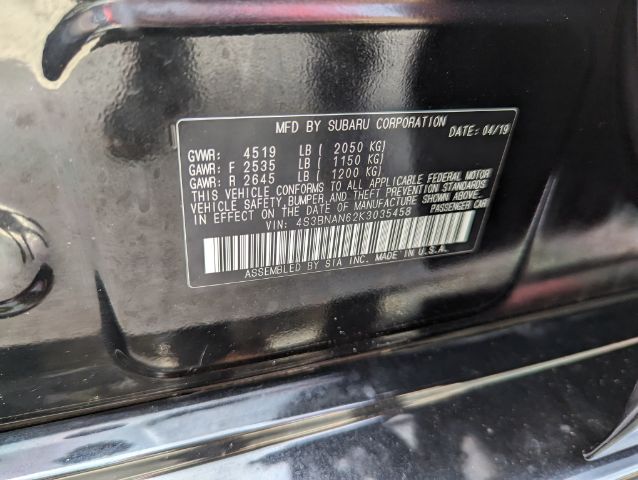 MFD BY SUBARU CORPORATION DATE: 04/19
GVWR: 4519 LB ( 2050 KG)
GAWR: F 2535 LB ( 1150 KG)
GAWR: R 2645 LB ( 1200 KG)
THIS VEHICLE CONFORMS TO ALL APPLICABLE FEDERAL MOTOR
VEHICLE SAFETY, BUMPER, AND THEFT PREVENTION STANDARDS
IN EFFECT ON THE DATE OF MANUFACTURE SHOWN ABOVE.
VIN: 4S3BNAN62K3035458 PASSENGER CAR
ASSEMBLED BY SIA INC. MADE IN U.S.A.